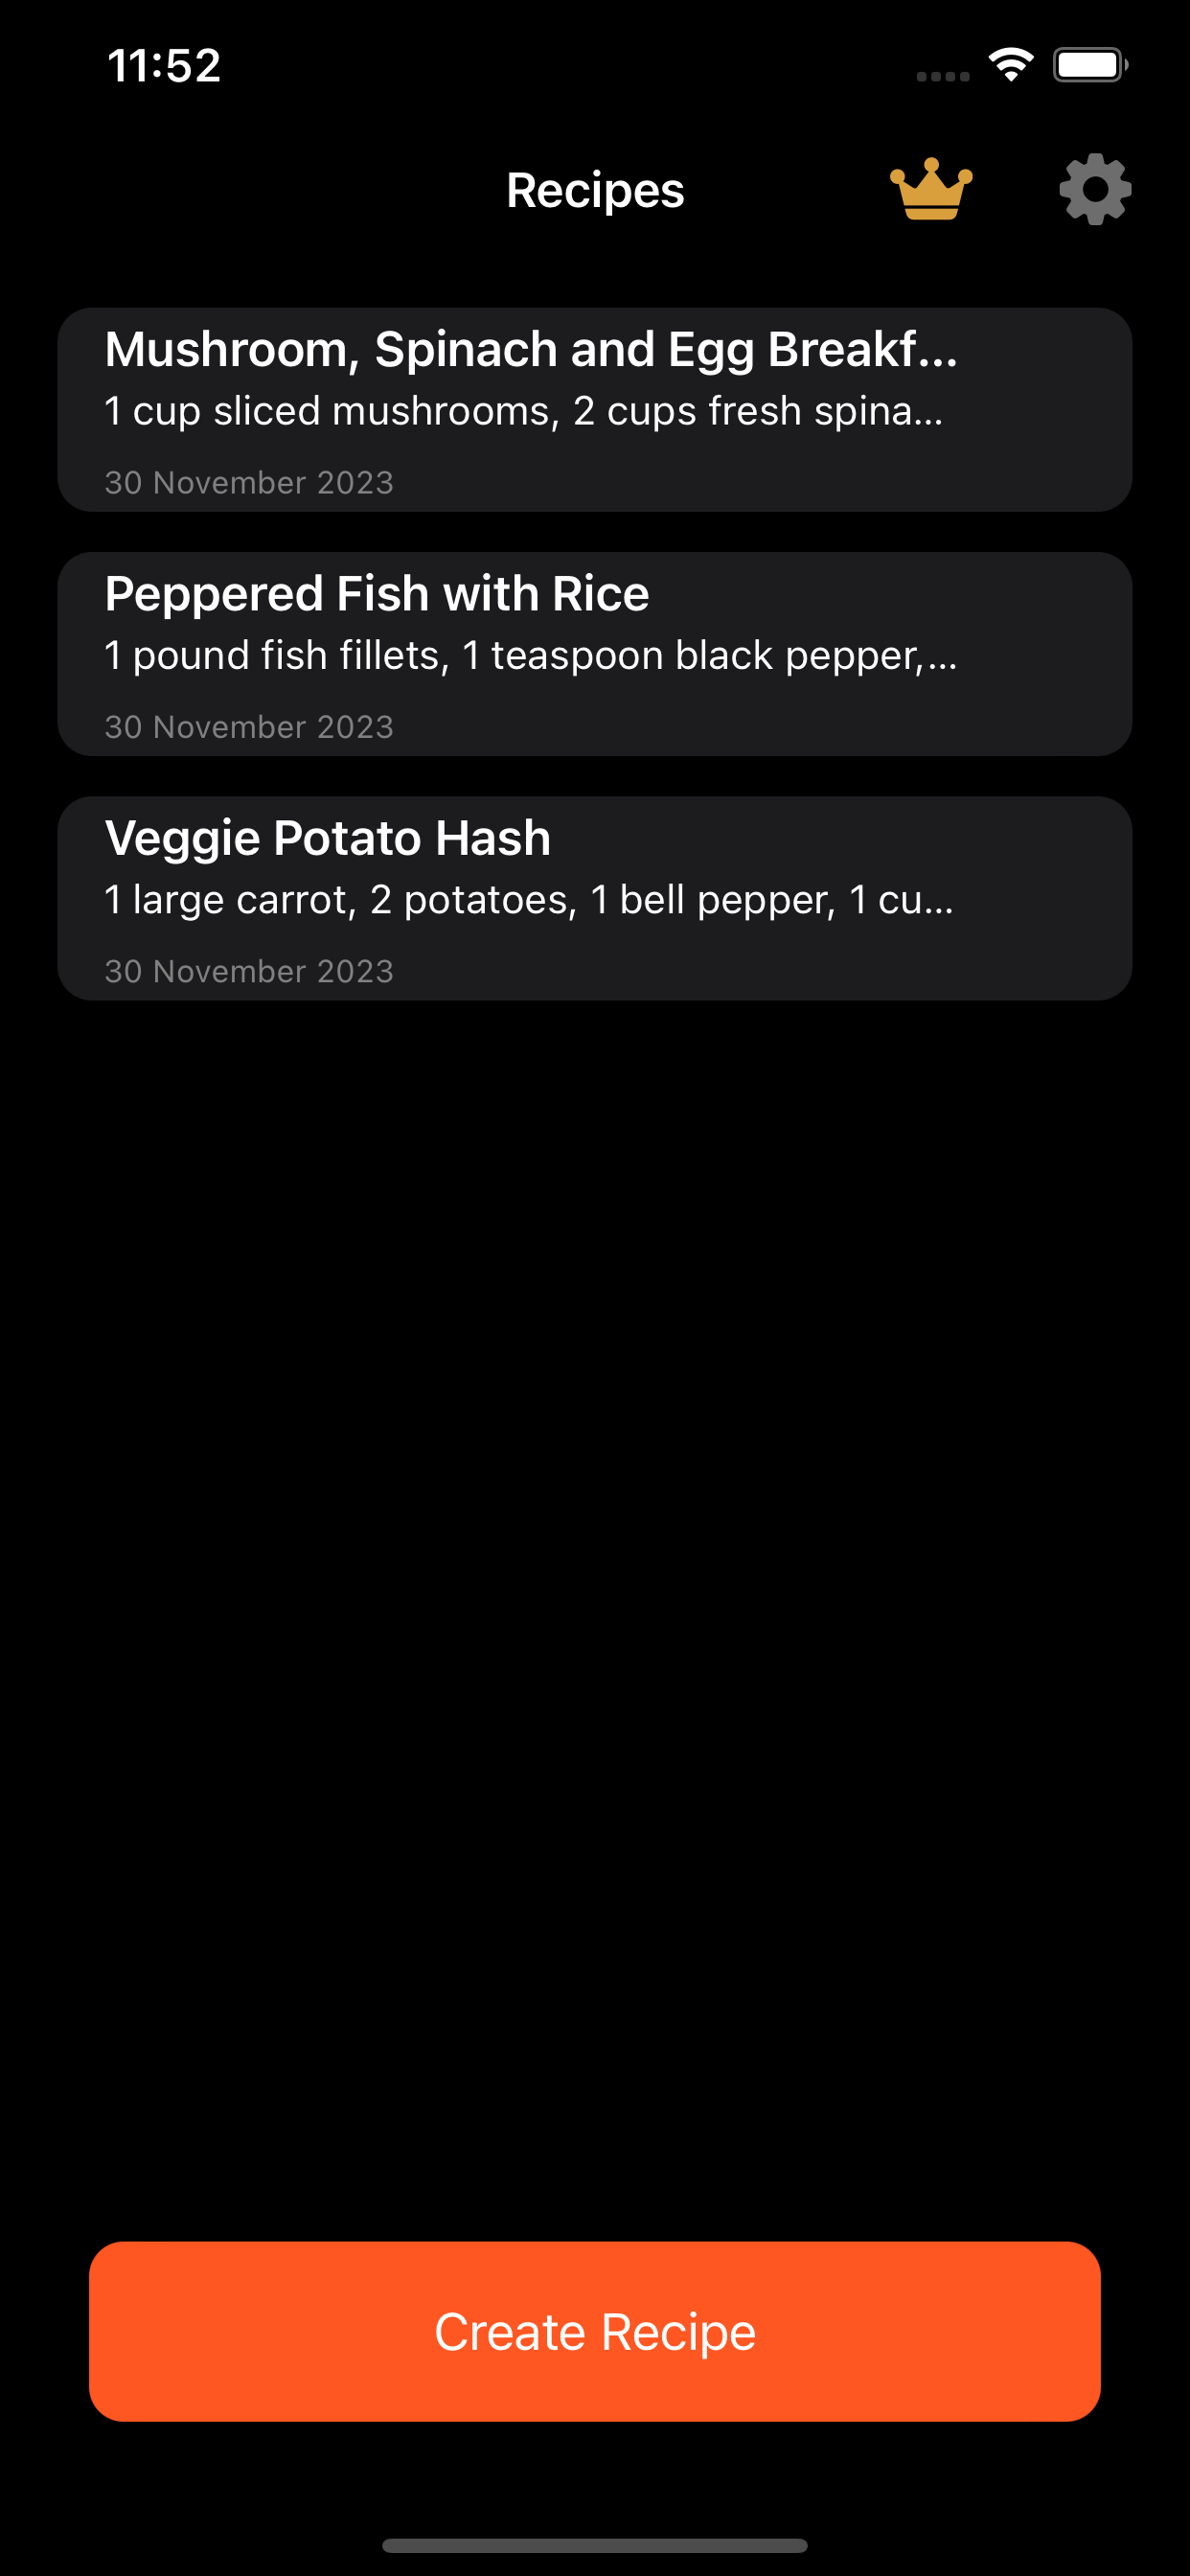 11:52
Recipes
Mushroom, Spinach and Egg Breakf...
1 cup sliced mushrooms, 2 cups fresh spina...
30 November 2023
Peppered Fish with Rice
1 pound fish fillets, 1 teaspoon black pepper,...
30 November 2023
Veggie Potato Hash
1 large carrot, 2 potatoes, 1 bell pepper, 1 cu...
30 November 2023
Create Recipe